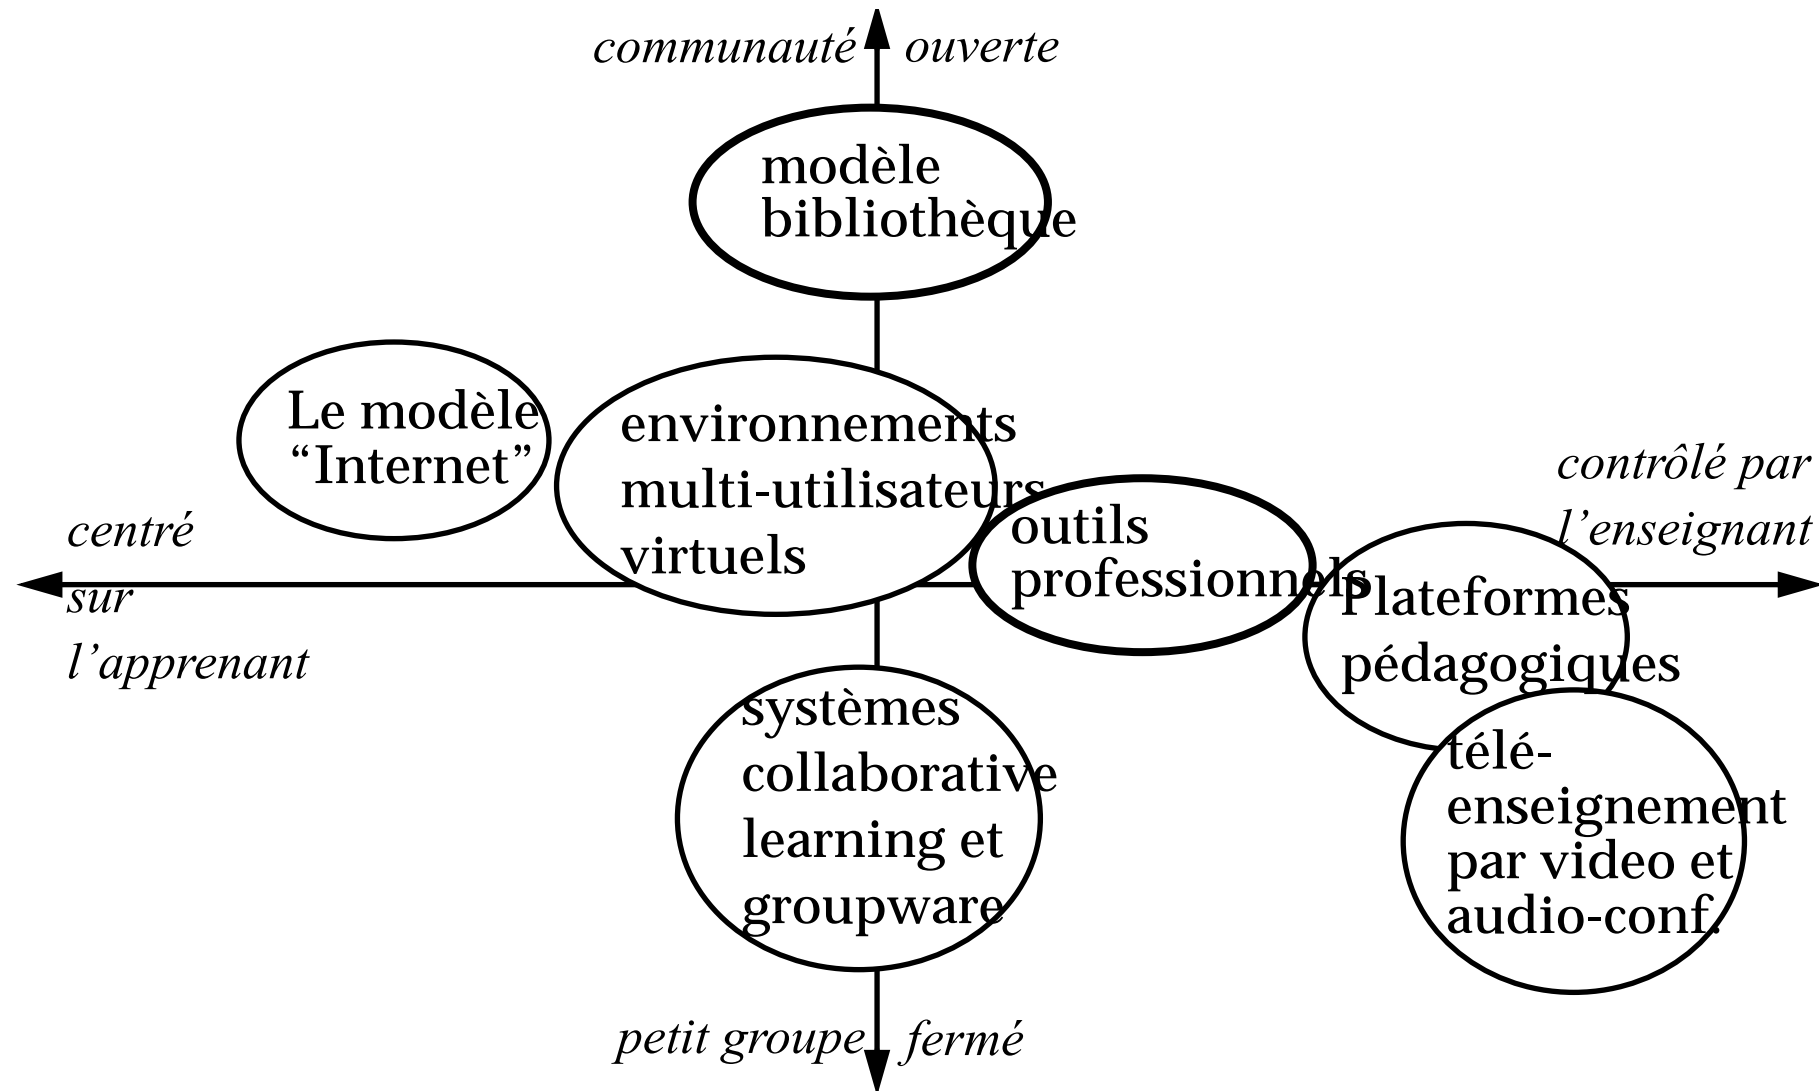 communauté ouverte
modèle
bibliothèque
Le modèle
“Internet”
environnements
multi-utilisateurs
virtuels
centré
sur
l’apprenant
outils
professionnels
contrôlé par
l’enseignant
Plateformes
pédagogiques
systèmes
collaborative
learning et
groupware
télé-
enseignement
par video et
audio-conf.
petit groupe fermé